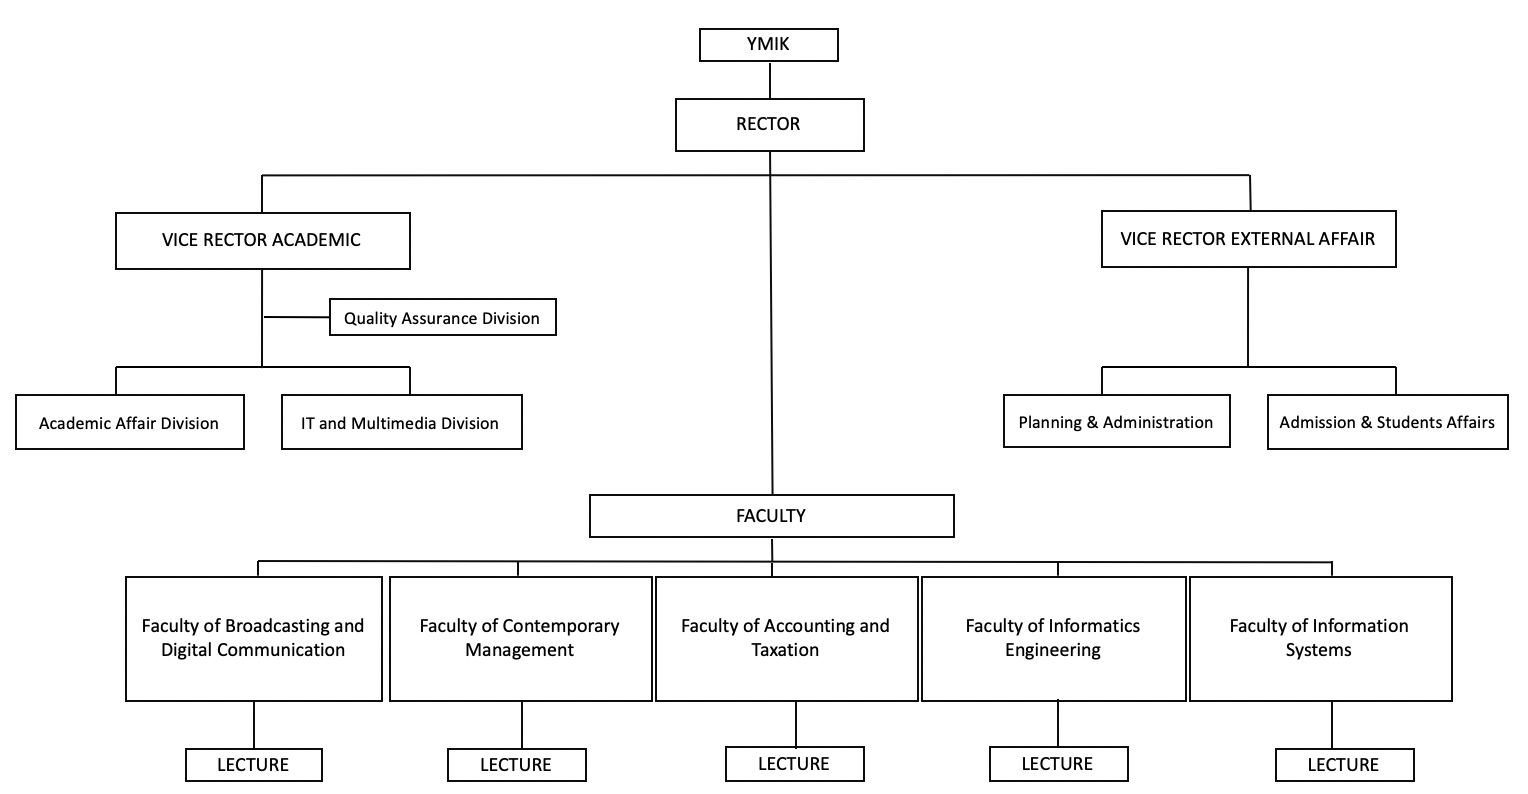 YMIK
RECTOR
VICE RECTOR ACADEMIC
VICE RECTOR EXTERNAL AFFAIR
Quality Assurance Division
Academic Affair Division
IT and Multimedia Division
Planning & Administration
Admission & Students Affairs
FACULTY
Faculty of Broadcasting and
Digital Communication
Faculty of Contemporary
Management
Faculty of Accounting and
Taxation
Faculty of Informatics
Engineering
Faculty of Information
Systems
LECTURE
LECTURE
LECTURE
LECTURE
LECTURE